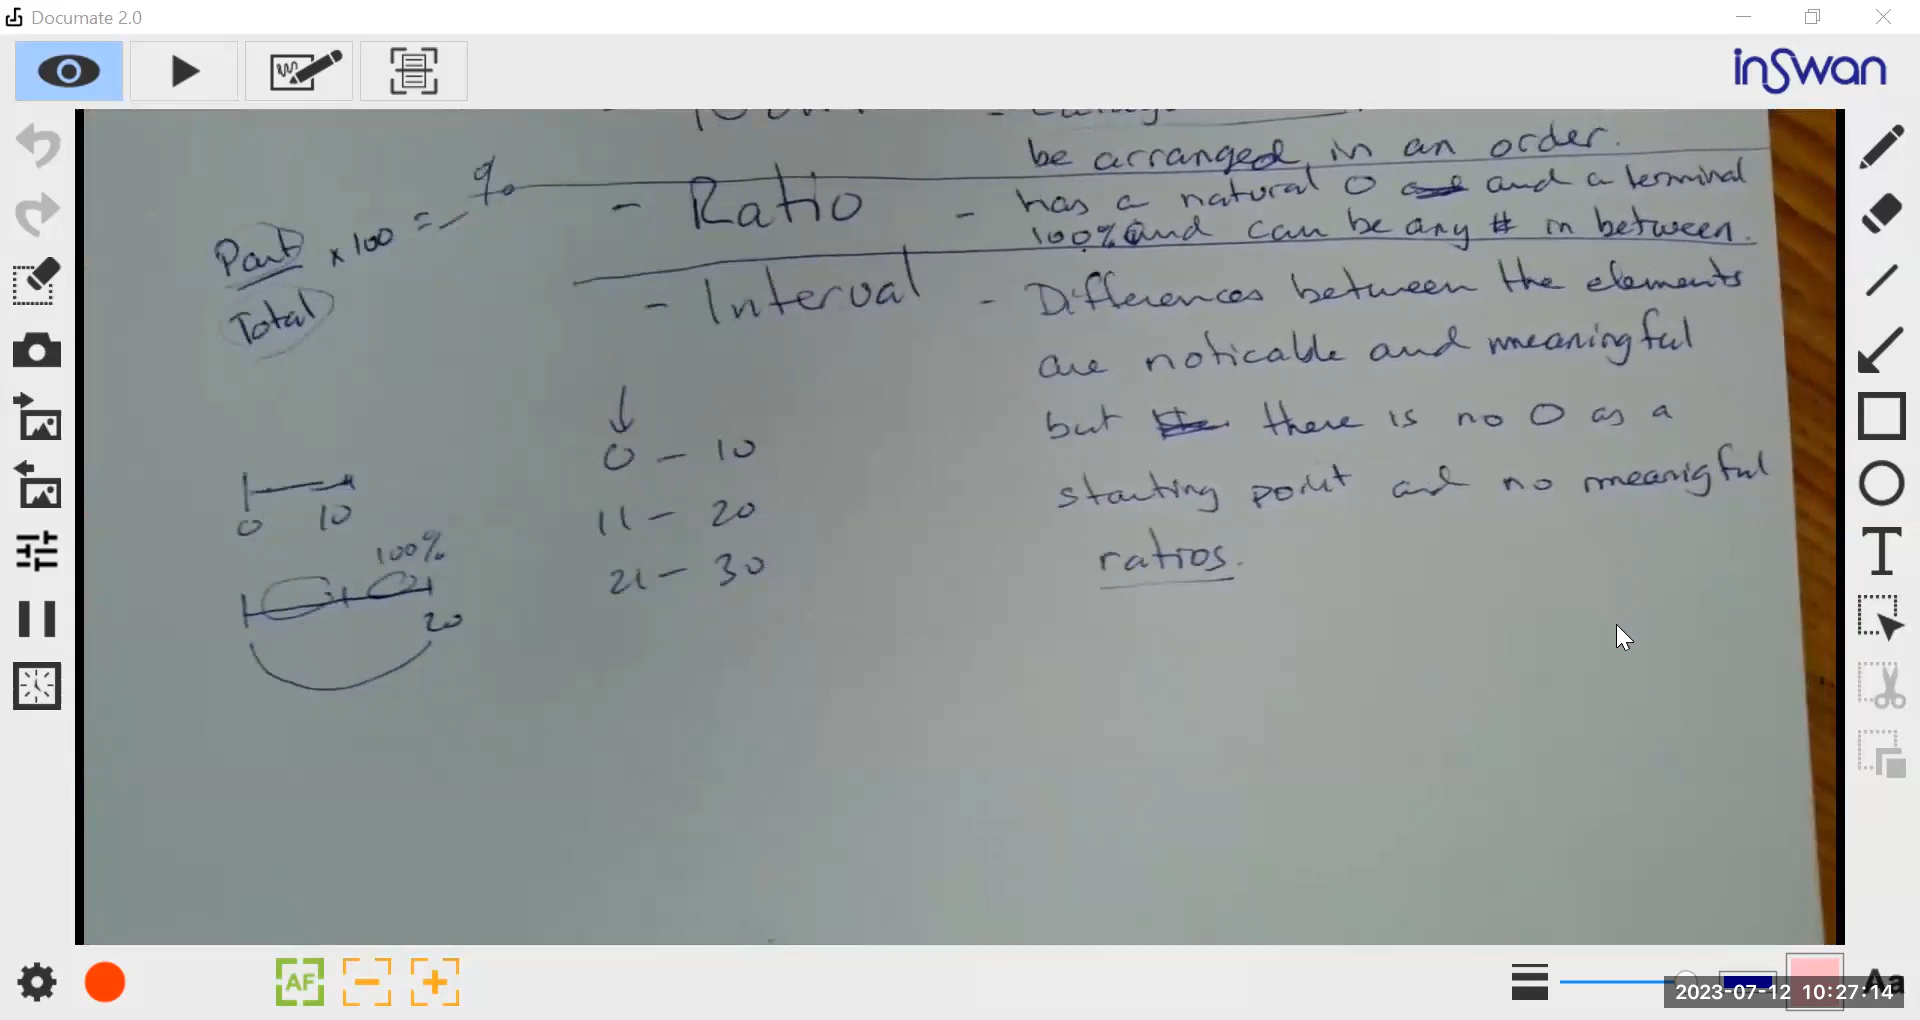 Documate 2.0
inswan
be arranged in an order.
Part x 100 = _ %
Total
- Ratio - has a natural 0 and and a terminal
100% and can be any # in between.
- Interval - Differences between the elements
are noticable and meaningful
but there is no 0 as a
starting point and no meanigful
ratios.
0 - 10
11 - 20
21 - 30
0 10
100%
20
T
AF
Aa
2023-07-12 10:27:14